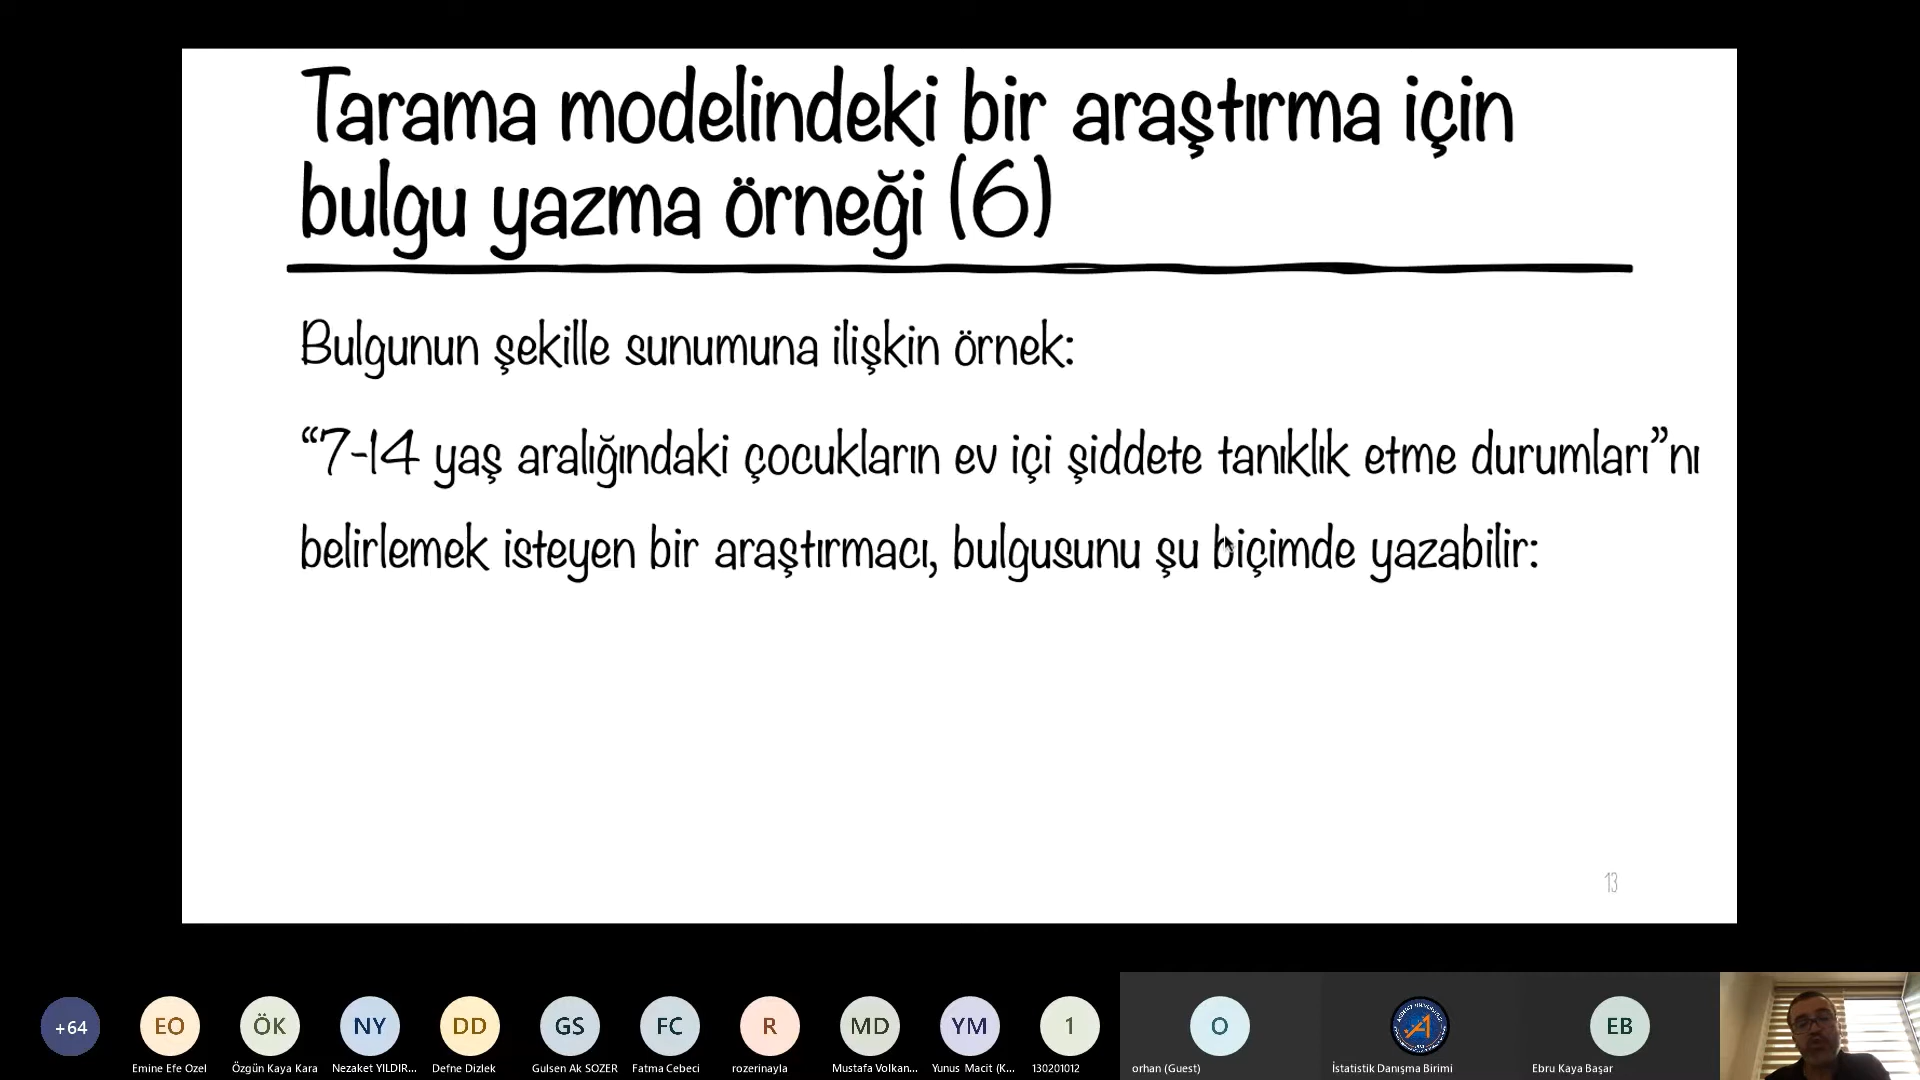 Tarama modelindeki bir araştırma için
bulgu yazma örneği (6)
Bulgunun şekille sunumuna ilişkin örnek:
“7-14 yaş aralığındaki çocukların ev içi şiddete tanıklık etme durumları”nı
belirlemek isteyen bir araştırmacı, bulgusunu şu biçimde yazabilir:
13
+64 EO ÖK NY DD GS FC R MD YM 1 O EB
Emine Efe Ozel Özgün Kaya Kara Nezaket YILDIR... Defne Dizlek Gulsen Ak SOZER Fatma Cebeci rozerinayla Mustafa Volkan... Yunus Macit (K... 130201012 orhan (Guest) İstatistik Danışma Birimi Ebru Kaya Başar